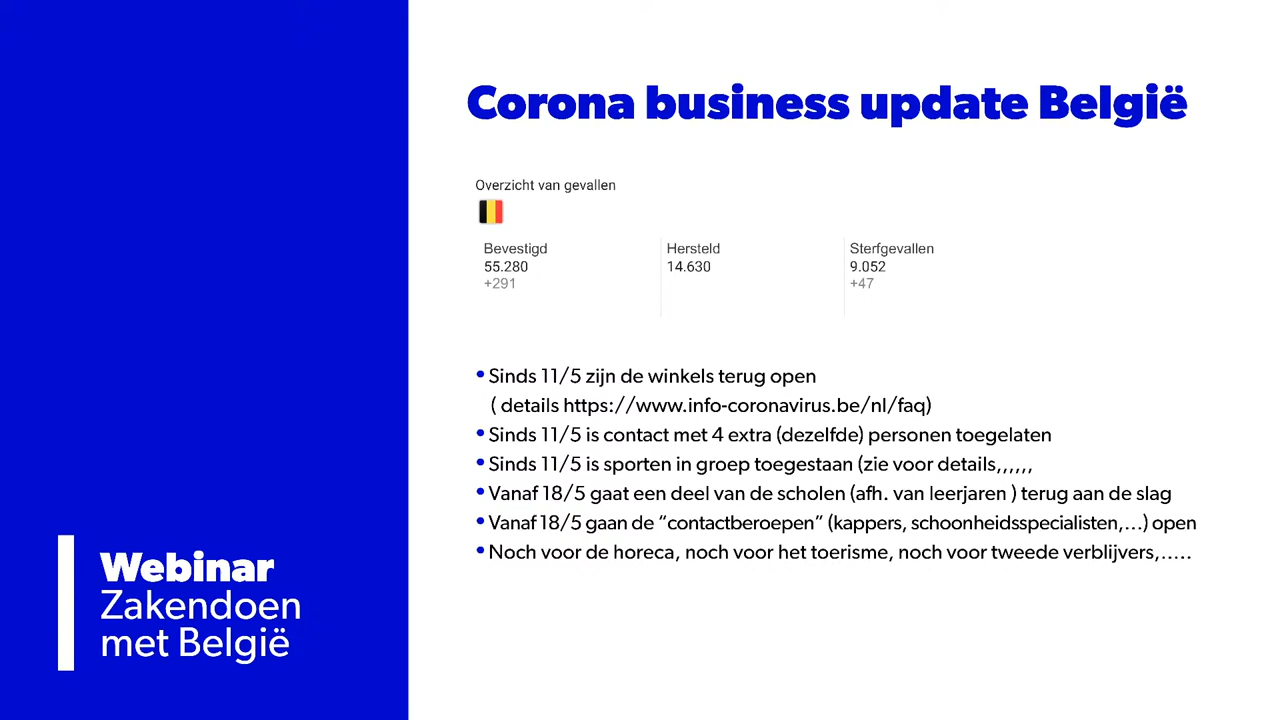 Corona business update België
Overzicht van gevallen
Bevestigd
55.280
+291
Hersteld
14.630
Sterfgevallen
9.052
+47
• Sinds 11/5 zijn de winkels terug open
( details https://www.info-coronavirus.be/nl/faq)
• Sinds 11/5 is contact met 4 extra (dezelfde) personen toegelaten
• Sinds 11/5 is sporten in groep toegestaan (zie voor details,,,,,,
• Vanaf 18/5 gaat een deel van de scholen (afh. van leerjaren ) terug aan de slag
• Vanaf 18/5 gaan de “contactberoepen” (kappers, schoonheidsspecialisten,…) open
• Noch voor de horeca, noch voor het toerisme, noch voor tweede verblijvers,…..
Webinar
Zakendoen
met België